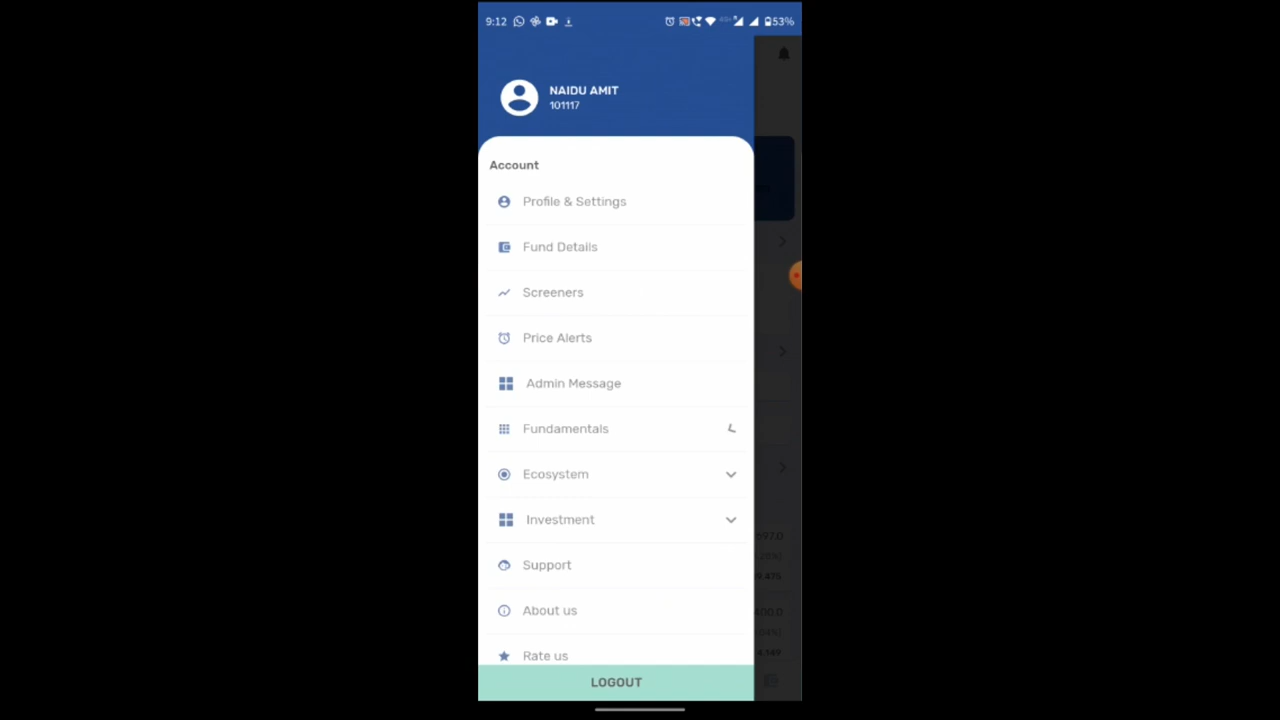 9:12
53%
NAIDU AMIT
101117
Account
Profile & Settings
Fund Details
Screeners
Price Alerts
Admin Message
Fundamentals
Ecosystem
Investment
Support
About us
Rate us
LOGOUT